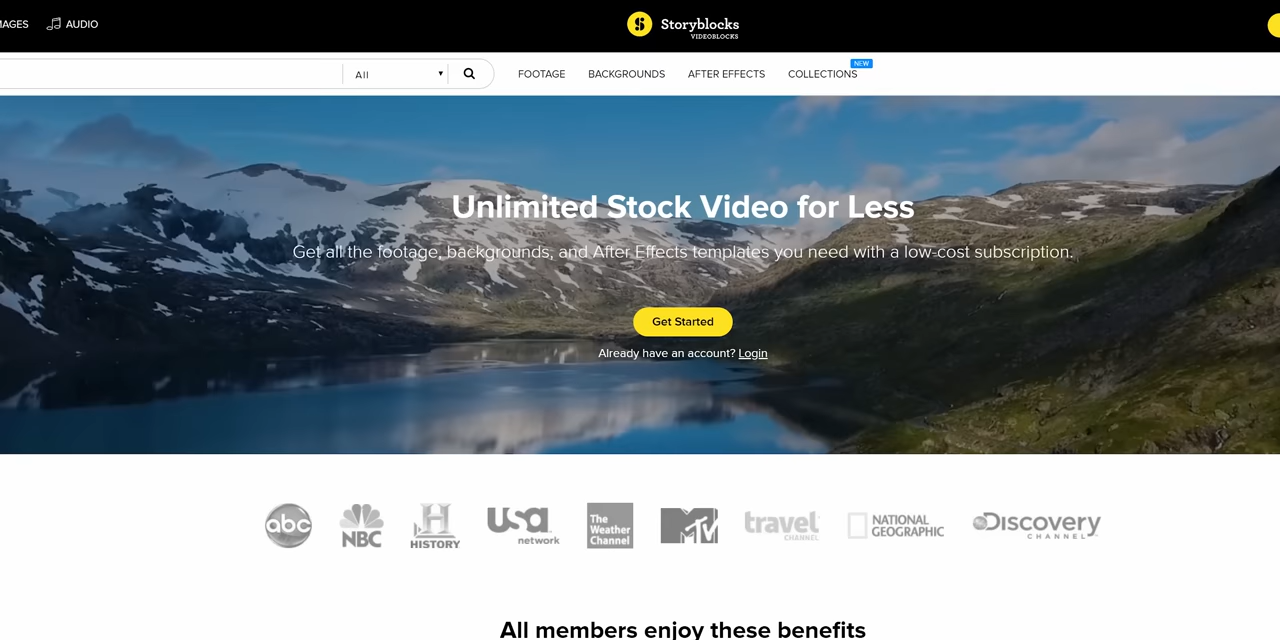 AUDIO
Storyblocks
VIDEOBLOCKS
All
FOOTAGE
BACKGROUNDS
AFTER EFFECTS
COLLECTIONS
NEW
Unlimited Stock Video for Less
Get all the footage, backgrounds, and After Effects templates you need with a low-cost subscription.
Get Started
Already have an account? Login
abc
NBC
H
HISTORY
usa
network
The
Weather
Channel
MTV
travel
CHANNEL
NATIONAL
GEOGRAPHIC
Discovery
CHANNEL
All members enjoy these benefits